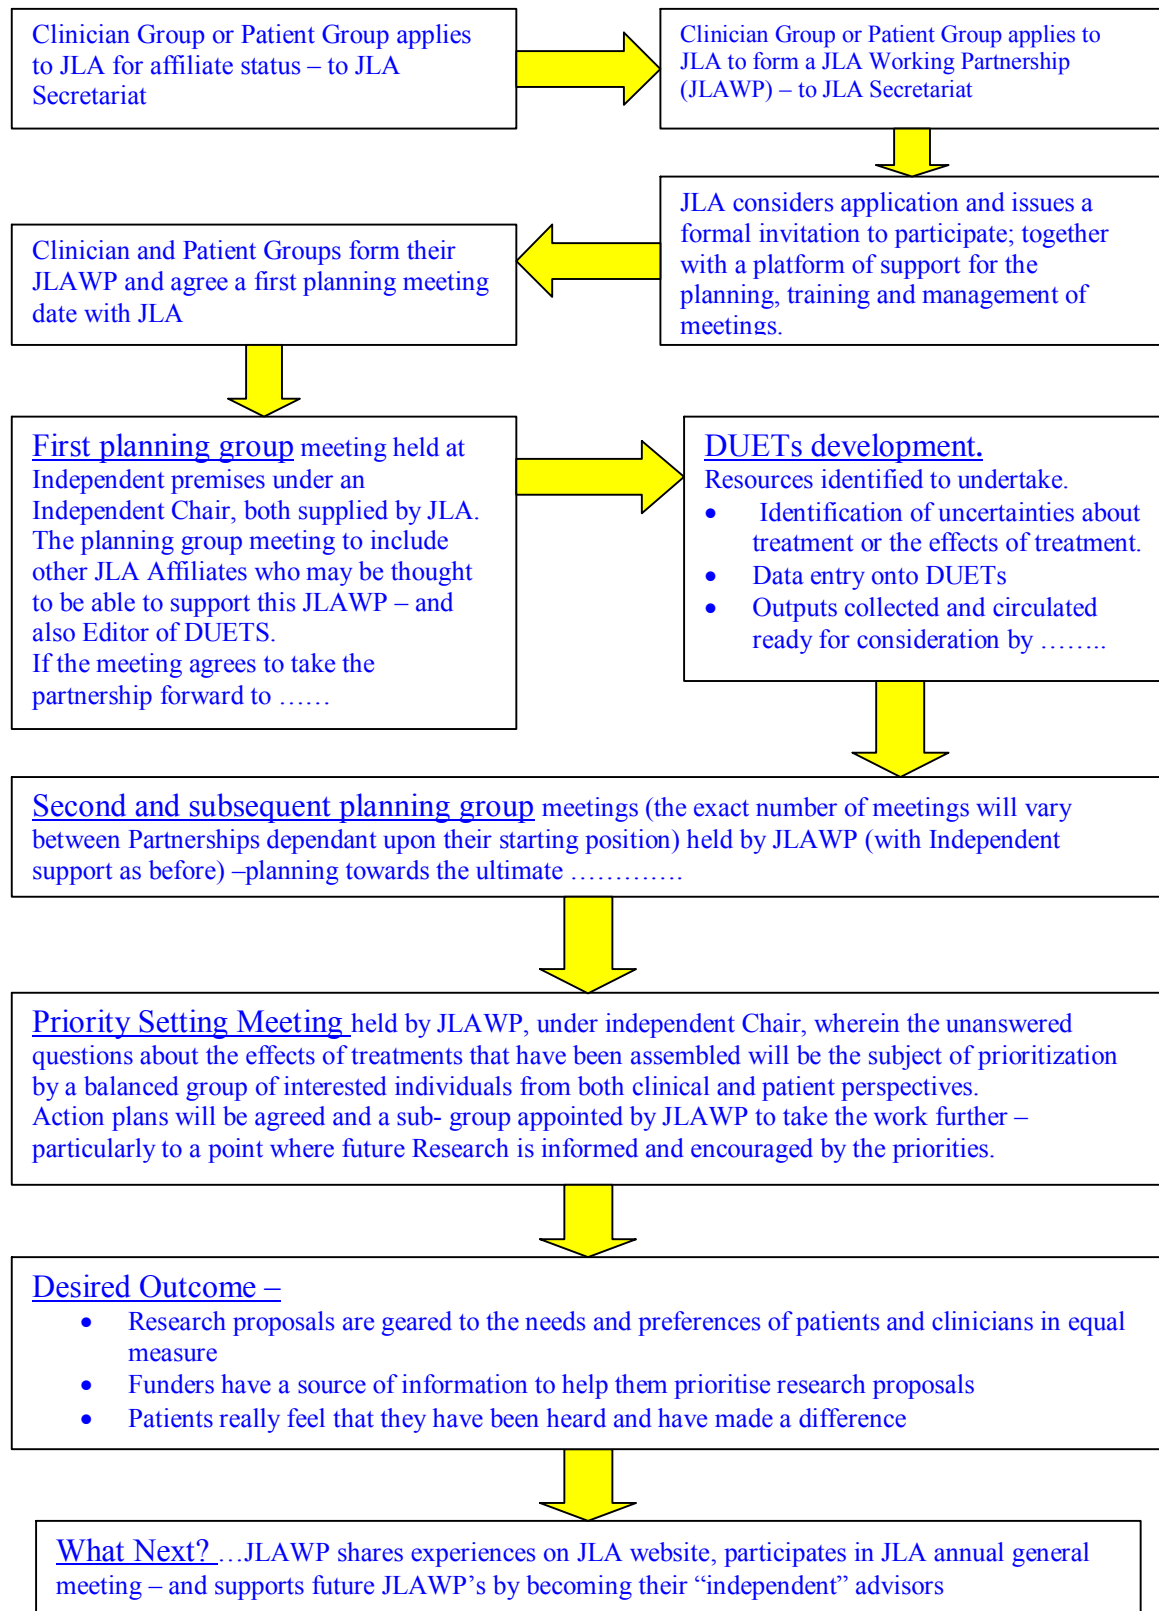 Clinician Group or Patient Group applies
to JLA for affiliate status – to JLA
Secretariat
Clinician Group or Patient Group applies to
JLA to form a JLA Working Partnership
(JLAWP) – to JLA Secretariat
JLA considers application and issues a
formal invitation to participate; together
with a platform of support for the
planning, training and management of
meetings.
Clinician and Patient Groups form their
JLAWP and agree a first planning meeting
date with JLA
First planning group meeting held at
Independent premises under an
Independent Chair, both supplied by JLA.
The planning group meeting to include
other JLA Affiliates who may be thought
to be able to support this JLAWP – and
also Editor of DUETS.
If the meeting agrees to take the
partnership forward to ……
DUETs development.
Resources identified to undertake.
• Identification of uncertainties about
treatment or the effects of treatment.
• Data entry onto DUETs
• Outputs collected and circulated
ready for consideration by ……..
Second and subsequent planning group meetings (the exact number of meetings will vary
between Partnerships dependant upon their starting position) held by JLAWP (with Independent
support as before) –planning towards the ultimate ………….
Priority Setting Meeting held by JLAWP, under independent Chair, wherein the unanswered
questions about the effects of treatments that have been assembled will be the subject of prioritization
by a balanced group of interested individuals from both clinical and patient perspectives.
Action plans will be agreed and a sub- group appointed by JLAWP to take the work further –
particularly to a point where future Research is informed and encouraged by the priorities.
Desired Outcome –
• Research proposals are geared to the needs and preferences of patients and clinicians in equal
measure
• Funders have a source of information to help them prioritise research proposals
• Patients really feel that they have been heard and have made a difference
What Next? …JLAWP shares experiences on JLA website, participates in JLA annual general
meeting – and supports future JLAWP’s by becoming their “independent” advisors